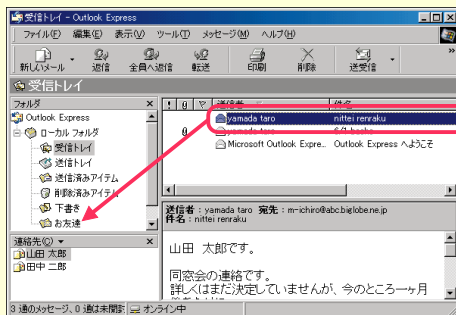 受信トレイ - Outlook Express
ファイル(F) 編集(E) 表示(V) ツール(T) メッセージ(M) ヘルプ(H)
新しいメール 返信 全員へ返信 転送 印刷 削除 送受信
受信トレイ
フォルダ
Outlook Express
ローカル フォルダ
受信トレイ
送信トレイ
送信済みアイテム
削除済みアイテム
下書き
お友達
連絡先(C)
山田 太郎
田中 二郎
送信者 件名
yamada taro nittei renraku
yamada taro
Microsoft Outlook Expre... Outlook Express へようこそ
送信者：yamada taro 宛先：m-ichiro@abc.biglobe.ne.jp
件名：nittei renraku
山田 太郎です。
同窓会の連絡です。
詳しくはまだ決定していませんが、今のところ一ヶ月
3 通のメッセージ、0 通は未開封 オンライン中